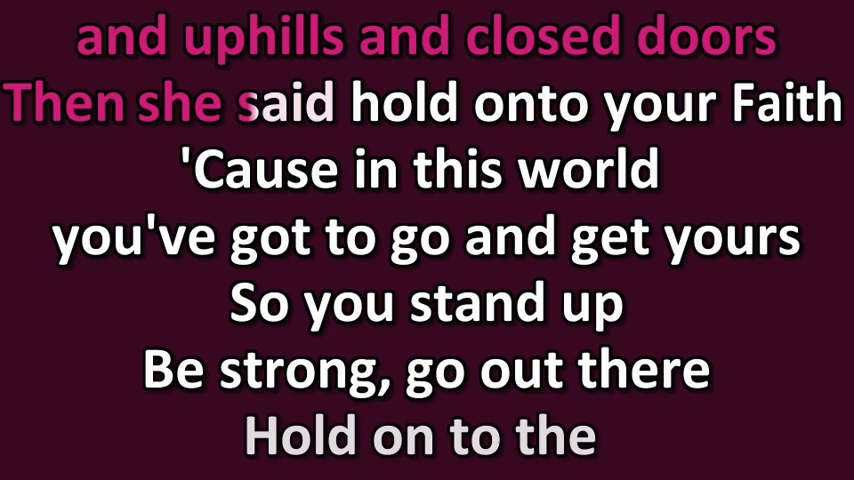 and uphills and closed doors
Then she said hold onto your Faith
'Cause in this world
you've got to go and get yours
So you stand up
Be strong, go out there
Hold on to the